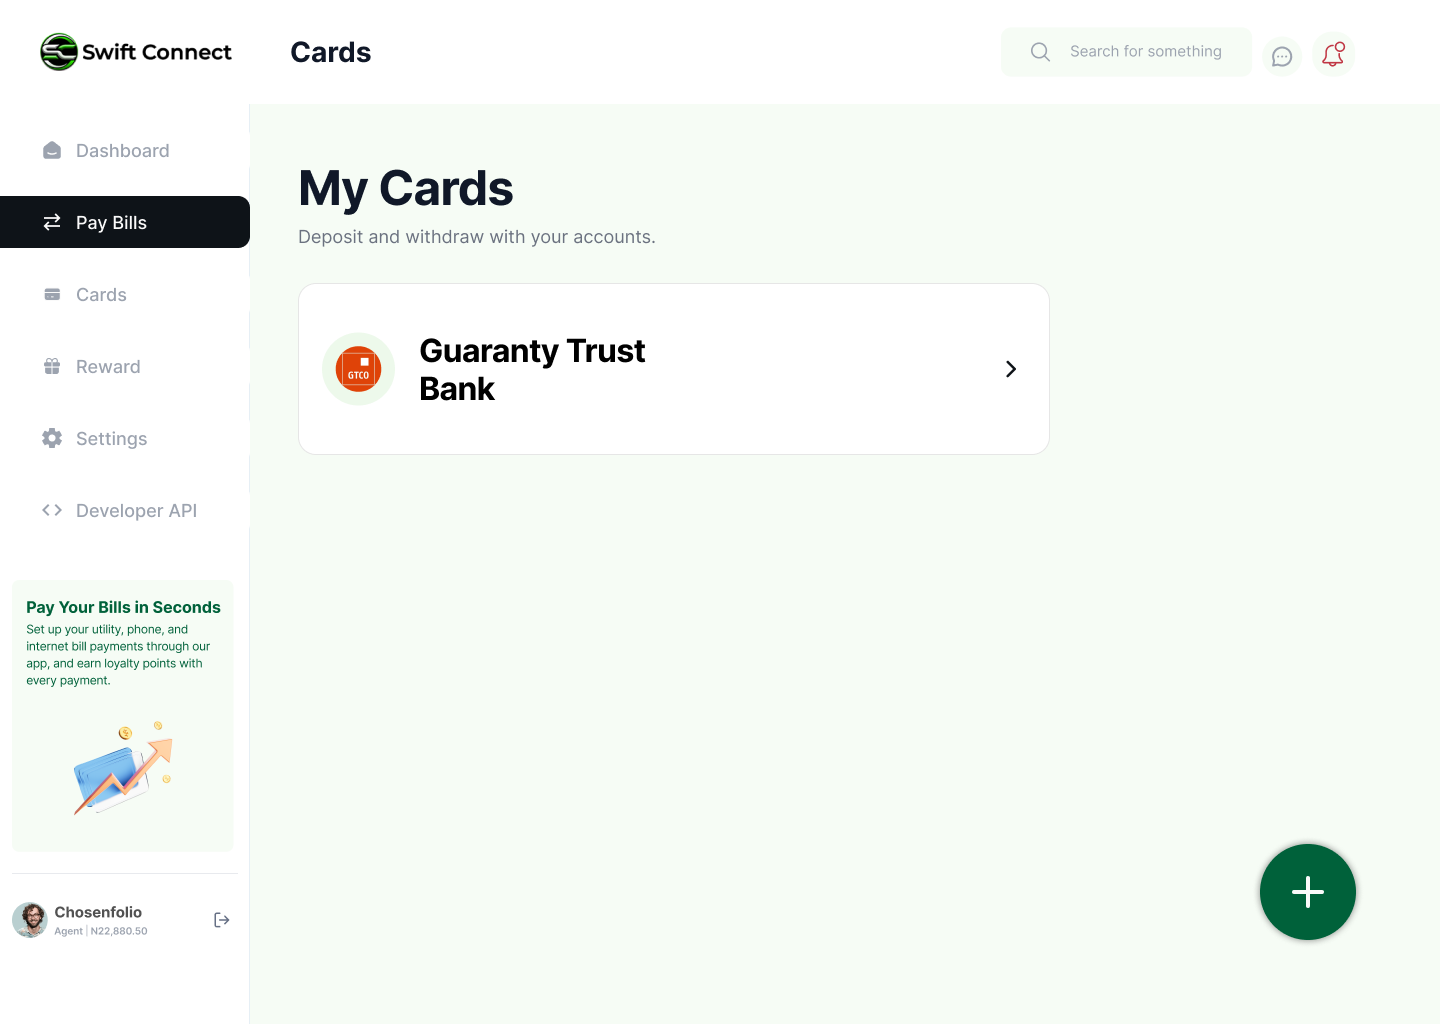 Swift Connect
Cards
Search for something
Dashboard
Pay Bills
Cards
Reward
Settings
Developer API
My Cards
Deposit and withdraw with your accounts.
GTCO
Guaranty Trust
Bank
Pay Your Bills in Seconds
Set up your utility, phone, and
internet bill payments through our
app, and earn loyalty points with
every payment.
Chosenfolio
Agent | N22,880.50